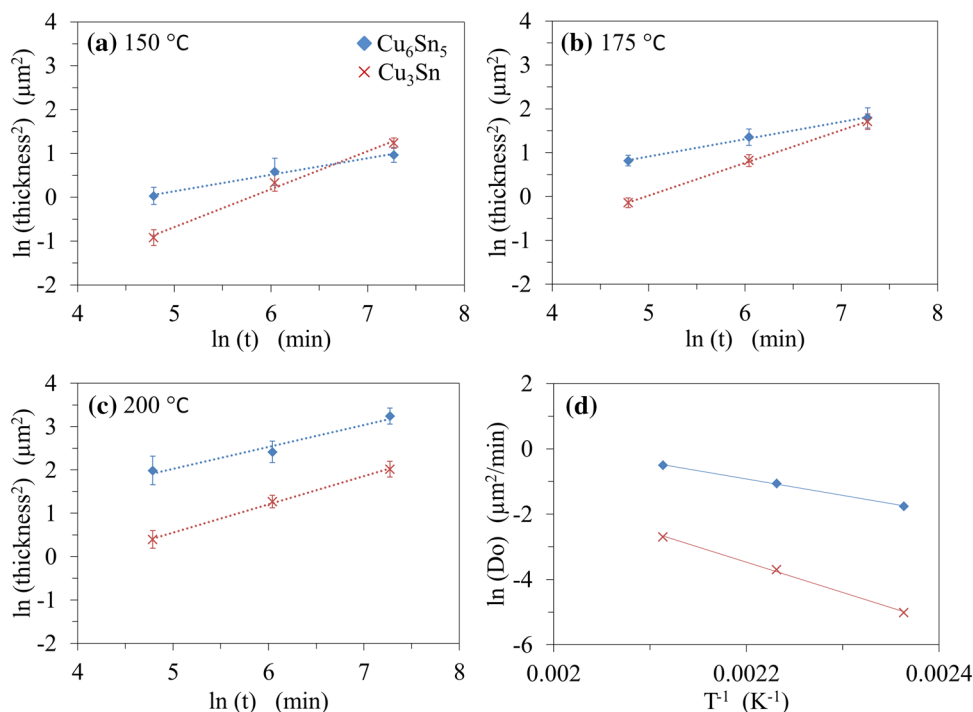 (a) 150 °C
Cu₆Sn₅
Cu₃Sn
ln (thickness²) (µm²)
4
3
2
1
0
-1
-2
4 5 6 7 8
ln (t) (min)
(b) 175 °C
ln (thickness²) (µm²)
4
3
2
1
0
-1
-2
4 5 6 7 8
ln (t) (min)
(c) 200 °C
ln (thickness²) (µm²)
4
3
2
1
0
-1
-2
4 5 6 7 8
ln (t) (min)
(d)
ln (Do) (µm²/min)
2
0
-2
-4
-6
0.002 0.0022 0.0024
T⁻¹ (K⁻¹)